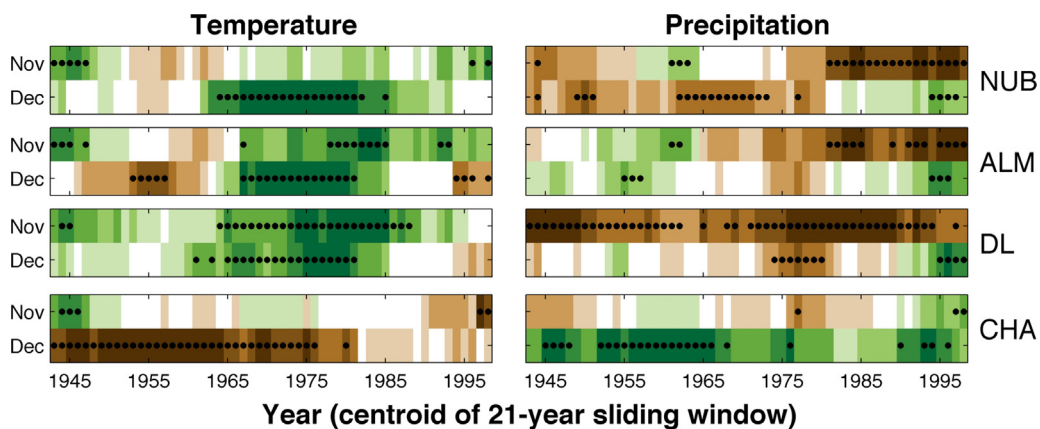 Temperature Precipitation
Nov
Dec
NUB
Nov
Dec
ALM
Nov
Dec
DL
Nov
Dec
CHA
1945 1955 1965 1975 1985 1995 1945 1955 1965 1975 1985 1995
Year (centroid of 21-year sliding window)